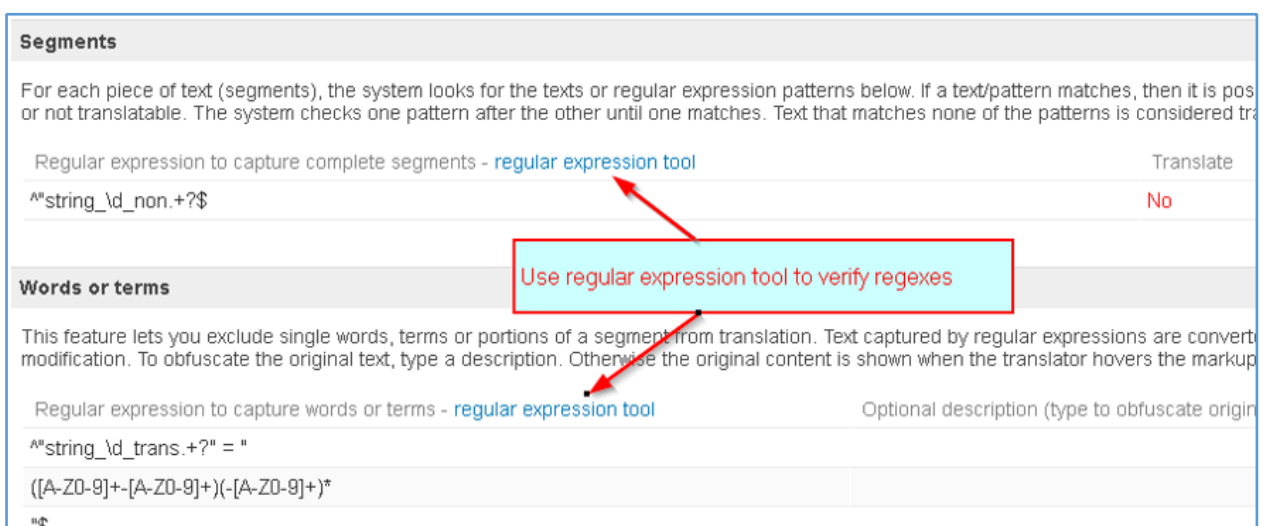 Segments
For each piece of text (segments), the system looks for the texts or regular expression patterns below. If a text/pattern matches, then it is pos
or not translatable. The system checks one pattern after the other until one matches. Text that matches none of the patterns is considered tra
Regular expression to capture complete segments - regular expression tool Translate
^"string_\d_non.+?$ No
Use regular expression tool to verify regexes
Words or terms
This feature lets you exclude single words, terms or portions of a segment from translation. Text captured by regular expressions are converte
modification. To obfuscate the original text, type a description. Otherwise the original content is shown when the translator hovers the markup
Regular expression to capture words or terms - regular expression tool Optional description (type to obfuscate origin
^"string_\d_trans.+?" = "
([A-Z0-9]+-[A-Z0-9]+)(-[A-Z0-9]+)*
"$